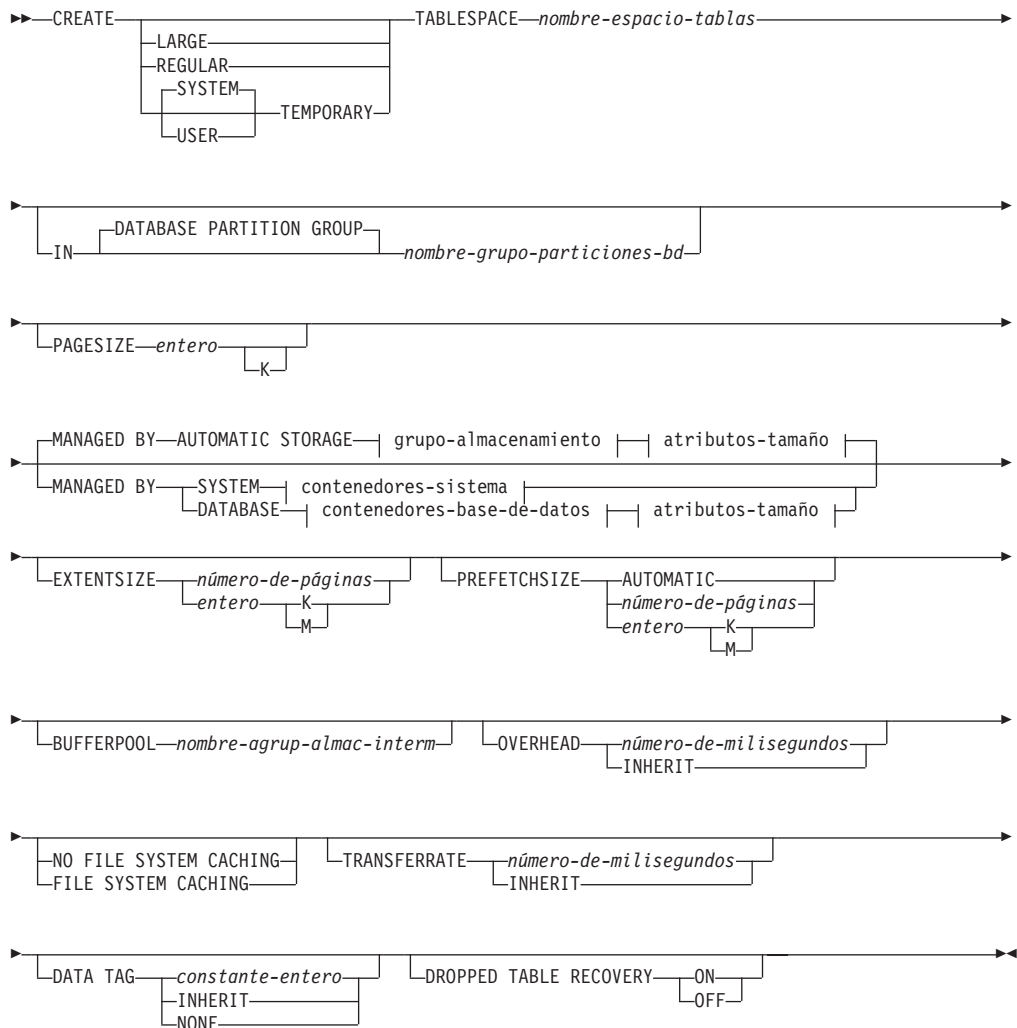 CREATE TABLESPACE nombre-espacio-tablas
LARGE
REGULAR
SYSTEM
TEMPORARY
USER
DATABASE PARTITION GROUP
IN nombre-grupo-particiones-bd
PAGESIZE entero
K
MANAGED BY AUTOMATIC STORAGE grupo-almacenamiento atributos-tamaño
MANAGED BY SYSTEM contenedores-sistema
DATABASE contenedores-base-de-datos atributos-tamaño
EXTENTSIZE número-de-páginas PREFETCHSIZE AUTOMATIC
entero K número-de-páginas
M entero K
M
BUFFERPOOL nombre-agrup-almac-interm OVERHEAD número-de-milisegundos
INHERIT
NO FILE SYSTEM CACHING TRANSFERRATE número-de-milisegundos
FILE SYSTEM CACHING INHERIT
DATA TAG constante-entero DROPPED TABLE RECOVERY ON
INHERIT OFF
NONE